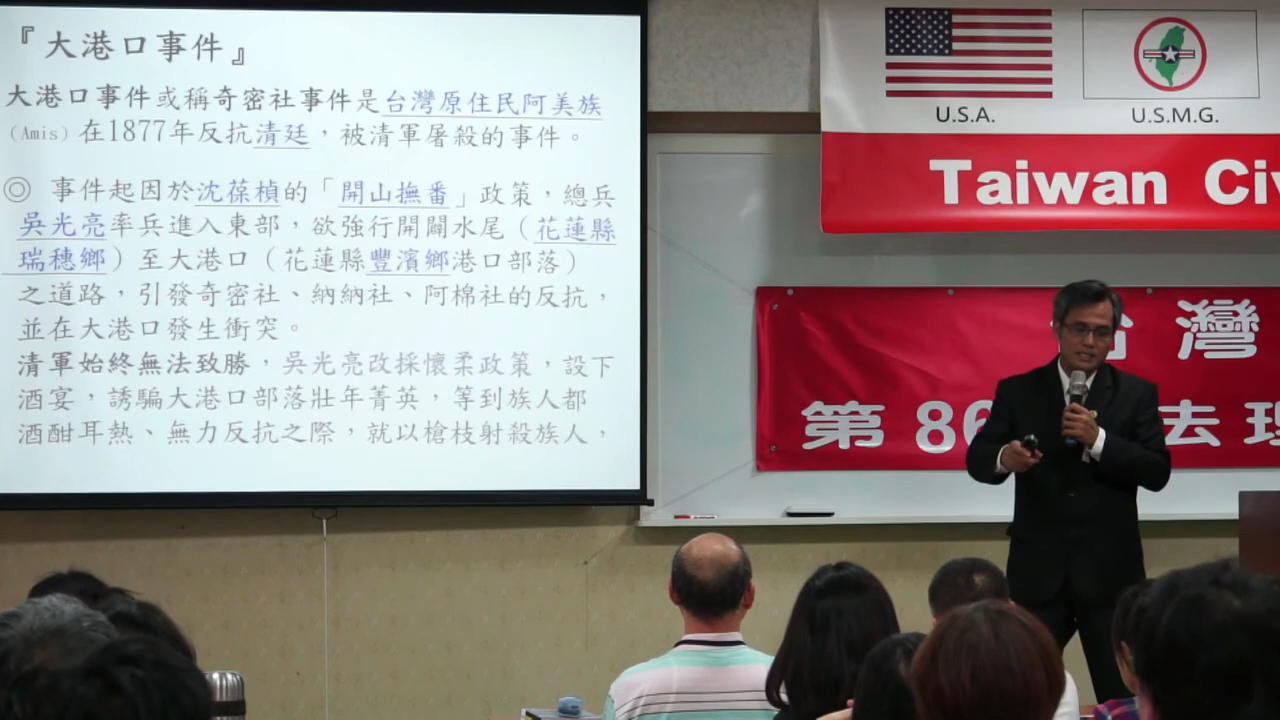 『大港口事件』
大港口事件或稱奇密社事件是台灣原住民阿美族
(Amis) 在1877年反抗清廷，被清軍屠殺的事件。
◎ 事件起因於沈葆楨的「開山撫番」政策，總兵
吳光亮率兵進入東部，欲強行開闢水尾（花蓮縣
瑞穗鄉）至大港口（花蓮縣豐濱鄉港口部落）
之道路，引發奇密社、納納社、阿棉社的反抗，
並在大港口發生衝突。
清軍始終無法致勝，吳光亮改採懷柔政策，設下
酒宴，誘騙大港口部落壯年菁英，等到族人都
酒酣耳熱、無力反抗之際，就以槍枝射殺族人，
U.S.A.
U.S.M.G.
Taiwan Civ
台灣
第 86 去理